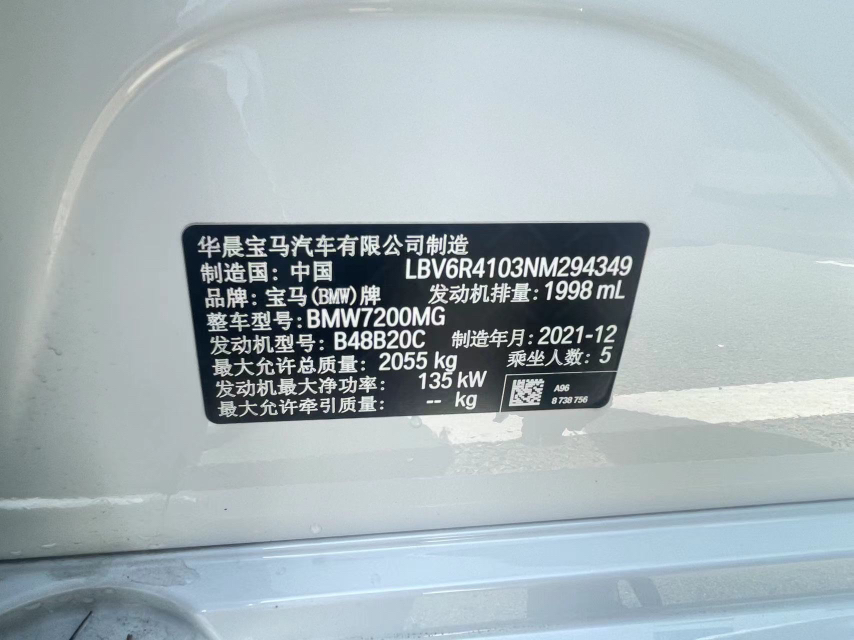 华晨宝马汽车有限公司制造
制造国: 中国 LBV6R4103NM294349
品牌: 宝马(BMW)牌 发动机排量: 1998 mL
整车型号: BMW7200MG
发动机型号: B48B20C 制造年月: 2021-12
最大允许总质量: 2055 kg 乘坐人数: 5
发动机最大净功率: 135 kW
最大允许牵引质量: -- kg
A96
8 738 756